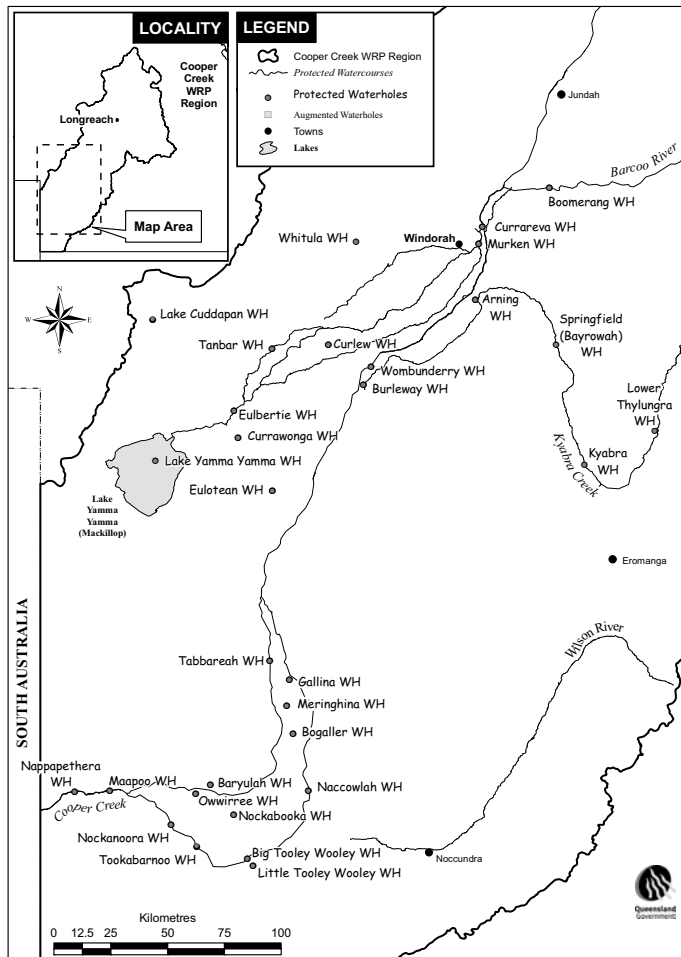 LOCALITY
Cooper
Creek
WRP
Region
Longreach
Map Area
LEGEND
Cooper Creek WRP Region
Protected Watercourses
Protected Waterholes
Augmented Waterholes
Towns
Lakes
Jundah
Barcoo River
Boomerang WH
Currareva WH
Whitula WH
Windorah
Murken WH
N
W
E
S
Lake Cuddapan WH
Arning
WH
Springfield
(Bayrowah)
WH
Tanbar WH
Curlew WH
Wombunderry WH
Burleway WH
Lower
Thylungra
WH
Eulbertie WH
Currawonga WH
Kyabra Creek
Kyabra
WH
Lake Yamma Yamma WH
Lake
Yamma
Yamma
(Mackillop)
Eulotean WH
Eromanga
SOUTH AUSTRALIA
Wilson River
Tabbareah WH
Gallina WH
Meringhina WH
Bogaller WH
Nappapethera
WH
Maapoo WH
Baryulah WH
Naccowlah WH
Owwirree WH
Cooper Creek
Nockabooka WH
Nockanoora WH
Tookabarnoo WH
Big Tooley Wooley WH
Little Tooley Wooley WH
Noccundra
Queensland
Government
Kilometres
0 12.5 25 50 75 100